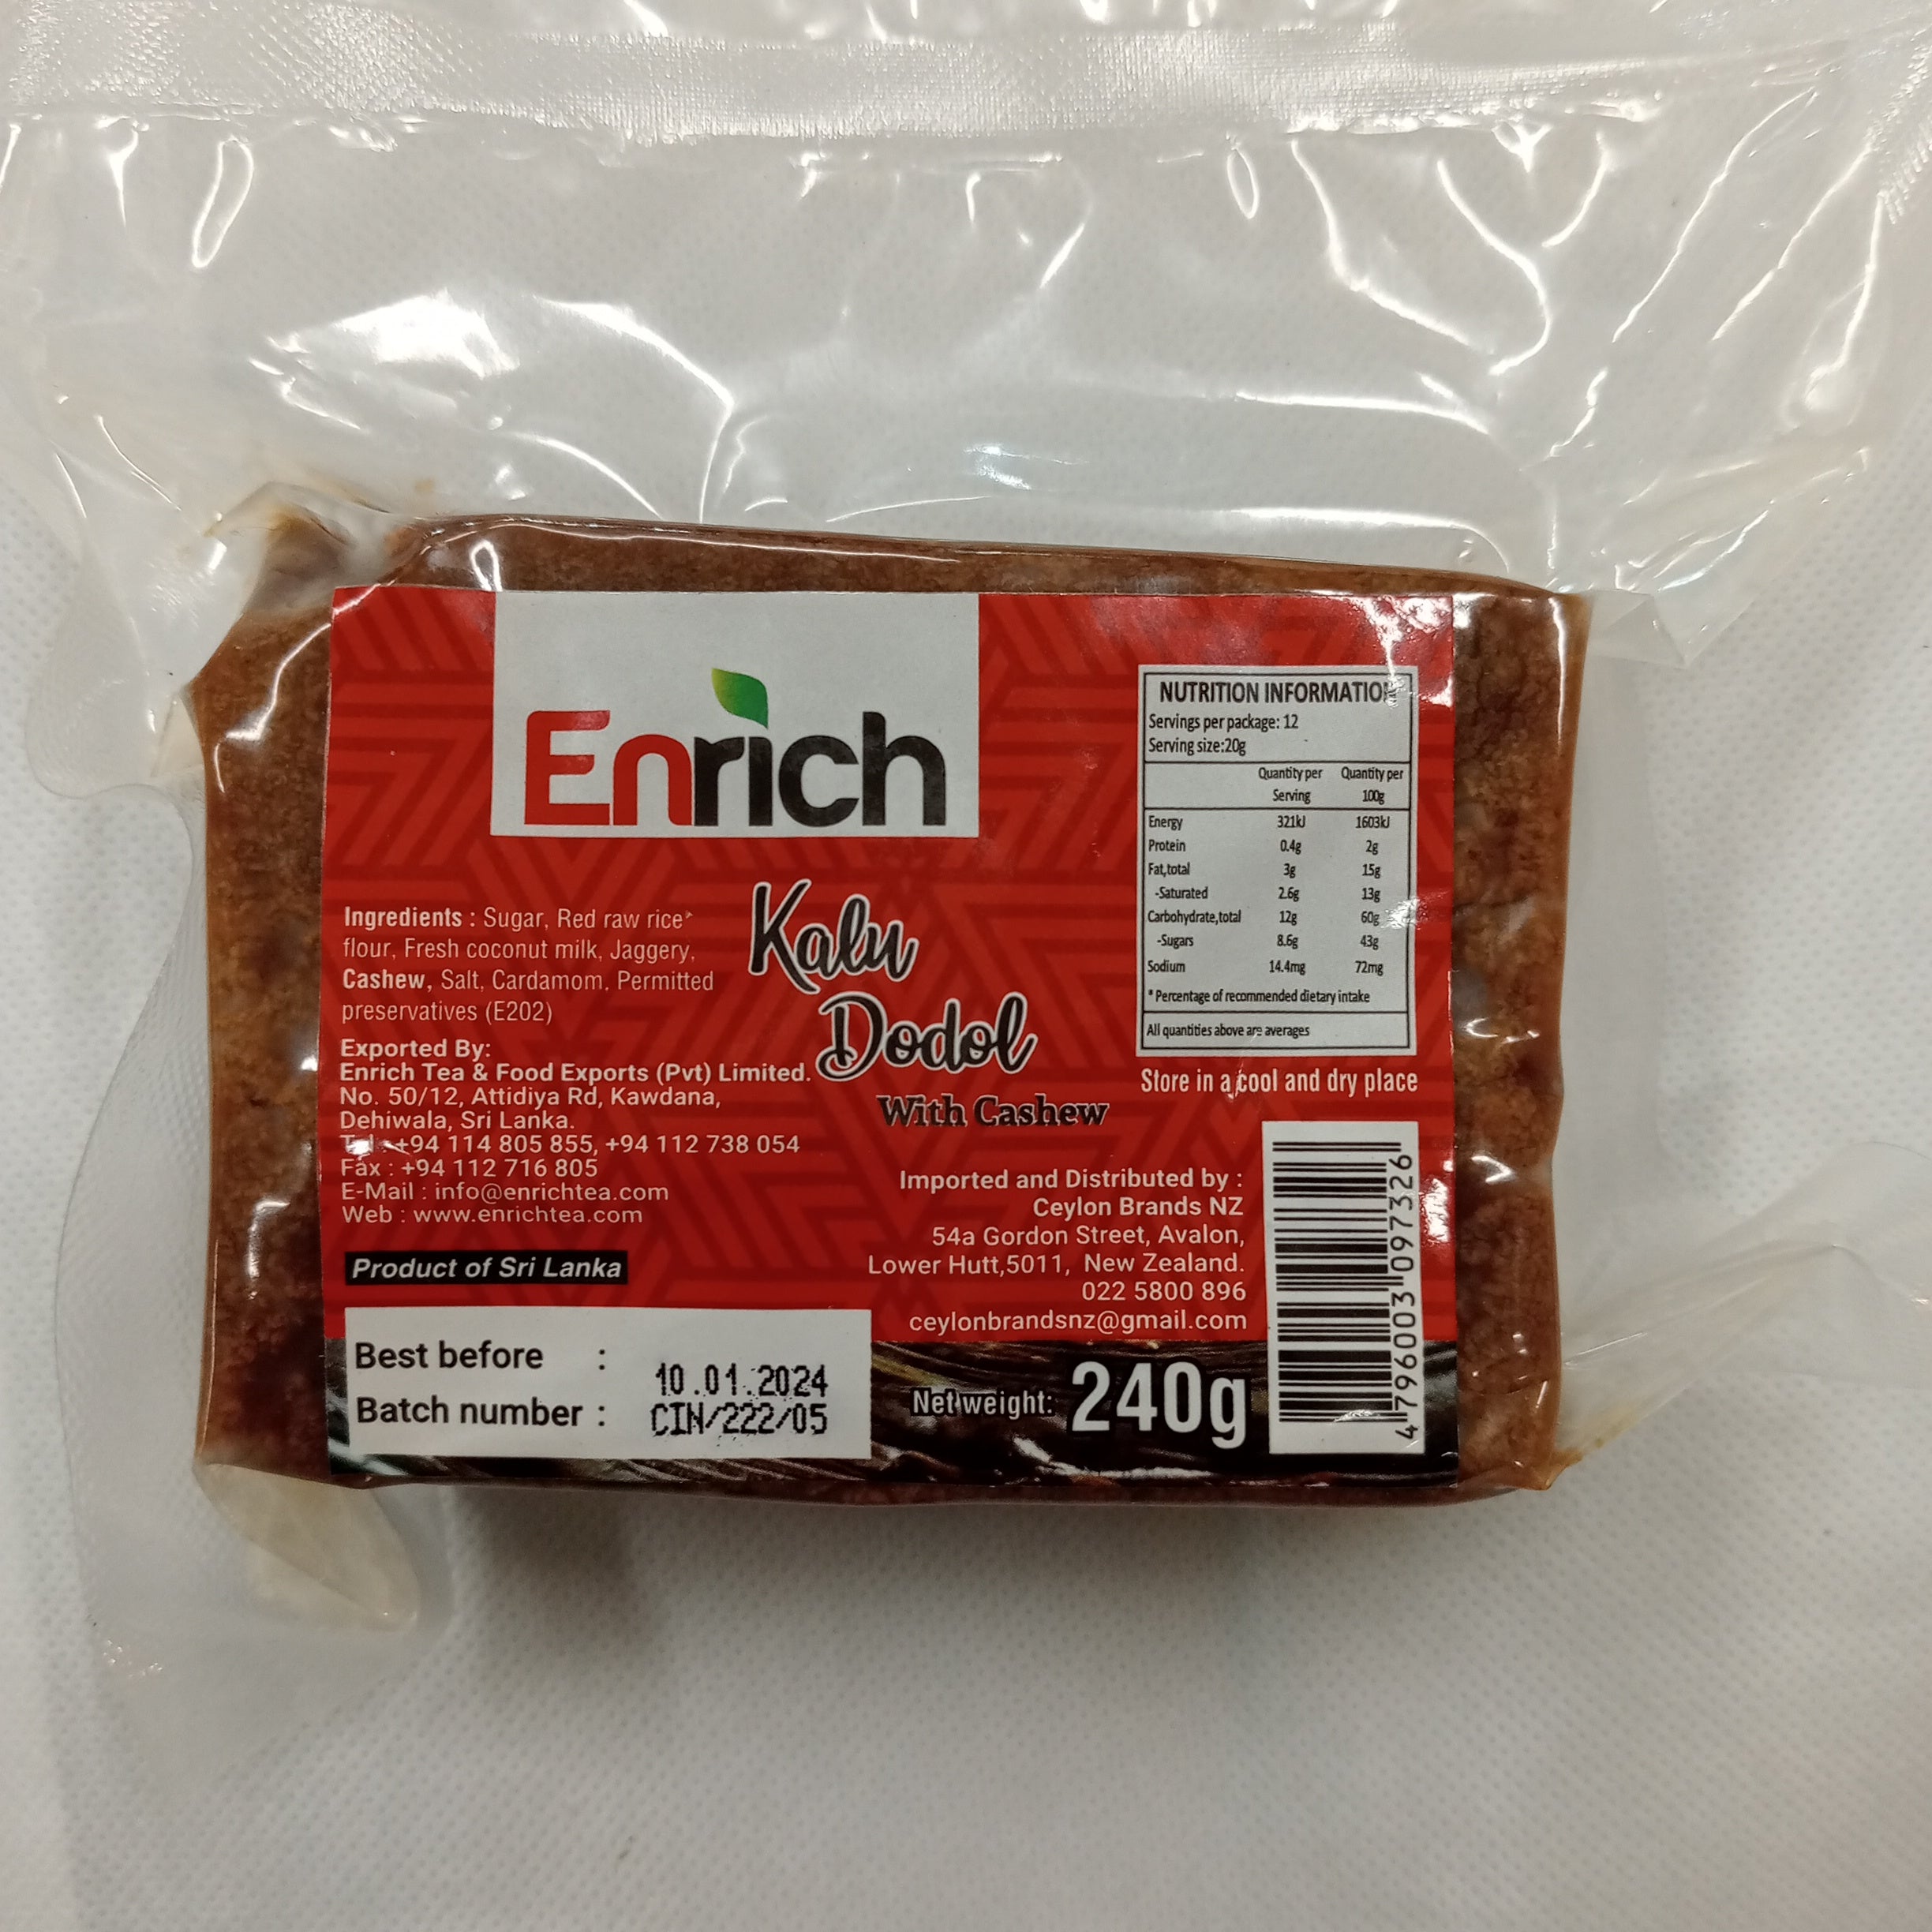 Enrich
Kalu
Dodol
With Cashew
Ingredients : Sugar, Red raw rice
flour, Fresh coconut milk, Jaggery,
Cashew, Salt, Cardamom, Permitted
preservatives (E202)
Exported By:
Enrich Tea & Food Exports (Pvt) Limited.
No. 50/12, Attidiya Rd, Kawdana,
Dehiwala, Sri Lanka.
Tel : +94 114 805 855, +94 112 738 054
Fax : +94 112 716 805
E-Mail : info@enrichtea.com
Web : www.enrichtea.com
Product of Sri Lanka
Best before : 10.01.2024
Batch number : CIN/222/05
NUTRITION INFORMATION
Servings per package: 12
Serving size:20g
Quantity per Quantity per
Serving 100g
Energy 321kJ 1603kJ
Protein 0.4g 2g
Fat,total 3g 15g
-Saturated 2.6g 13g
Carbohydrate,total 12g 60g
-Sugars 8.6g 43g
Sodium 14.4mg 72mg
* Percentage of recommended dietary intake
All quantities above are averages
Store in a cool and dry place
Imported and Distributed by :
Ceylon Brands NZ
54a Gordon Street, Avalon,
Lower Hutt,5011, New Zealand.
022 5800 896
ceylonbrandsnz@gmail.com
Net weight: 240g
4 796003 097326